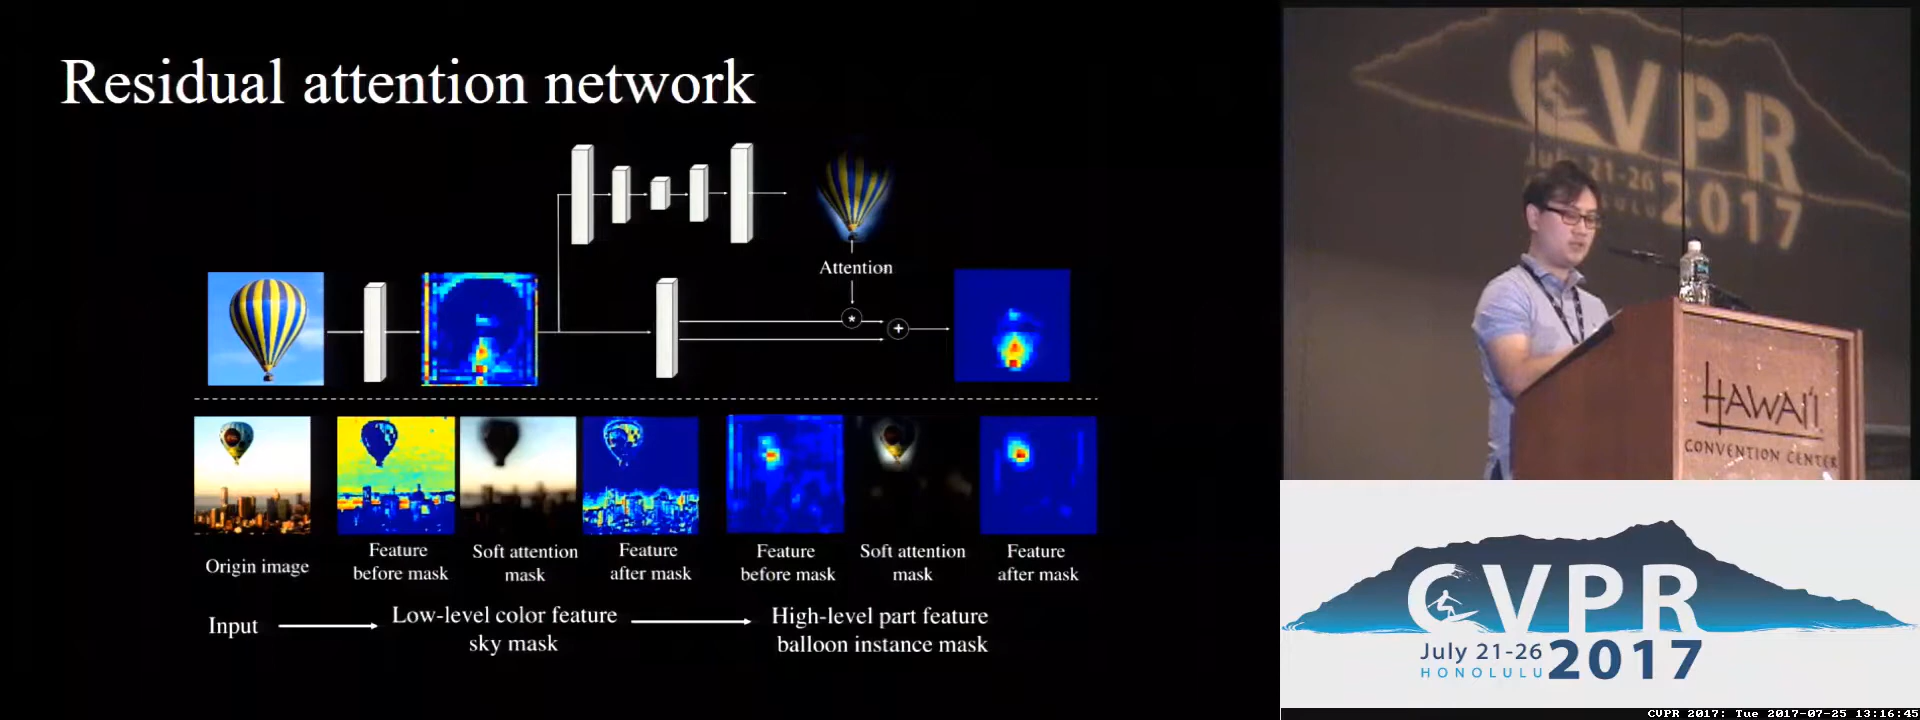 Residual attention network
Attention
*
+
Origin image
Feature
before mask
Soft attention
mask
Feature
after mask
Feature
before mask
Soft attention
mask
Feature
after mask
Input
Low-level color feature
sky mask
High-level part feature
balloon instance mask
CVPR
July 21-26
HONOLULU 2017
HAWAI'I
CONVENTION CENTER
CVPR
July 21-26
HONOLULU 2017
CVPR 2017: Tue 2017-07-25 13:16:45